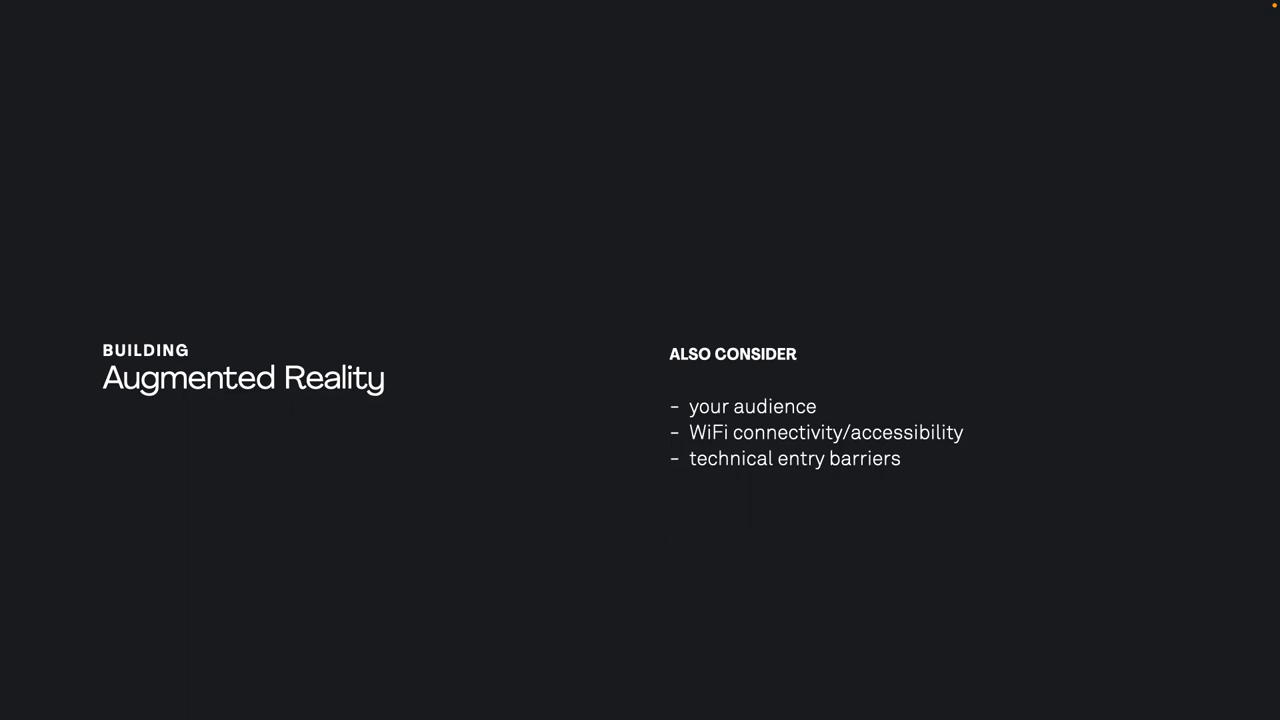 BUILDING
Augmented Reality
ALSO CONSIDER
- your audience
- WiFi connectivity/accessibility
- technical entry barriers